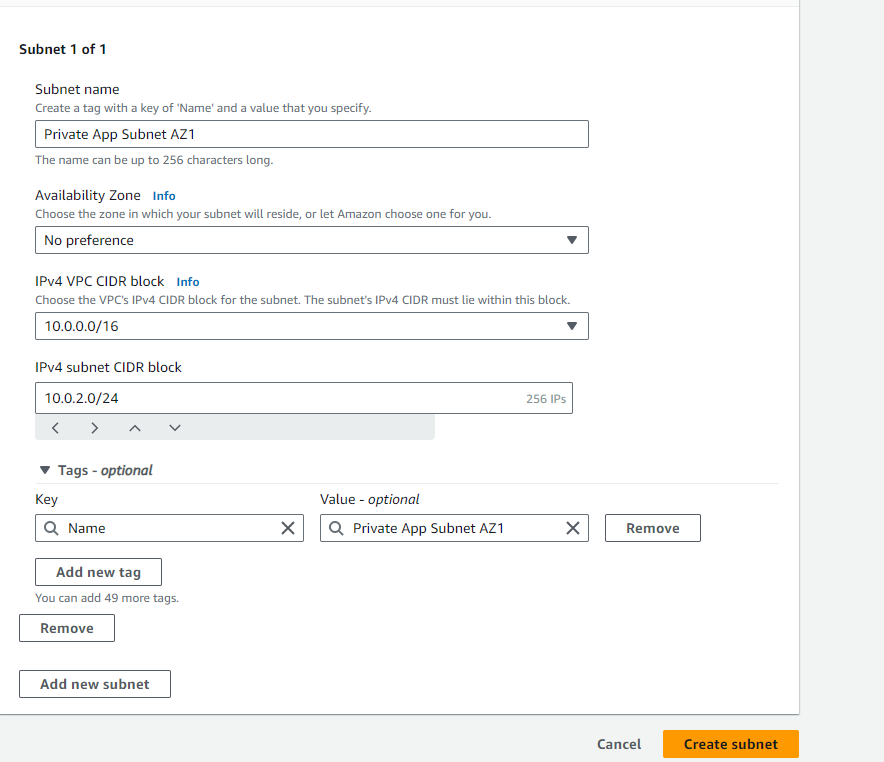 Subnet 1 of 1
Subnet name
Create a tag with a key of 'Name' and a value that you specify.
Private App Subnet AZ1
The name can be up to 256 characters long.
Availability Zone Info
Choose the zone in which your subnet will reside, or let Amazon choose one for you.
No preference
IPv4 VPC CIDR block Info
Choose the VPC's IPv4 CIDR block for the subnet. The subnet's IPv4 CIDR must lie within this block.
10.0.0.0/16
IPv4 subnet CIDR block
10.0.2.0/24 256 IPs
Tags - optional
Key Value - optional
Name Private App Subnet AZ1 Remove
Add new tag
You can add 49 more tags.
Remove
Add new subnet
Cancel Create subnet